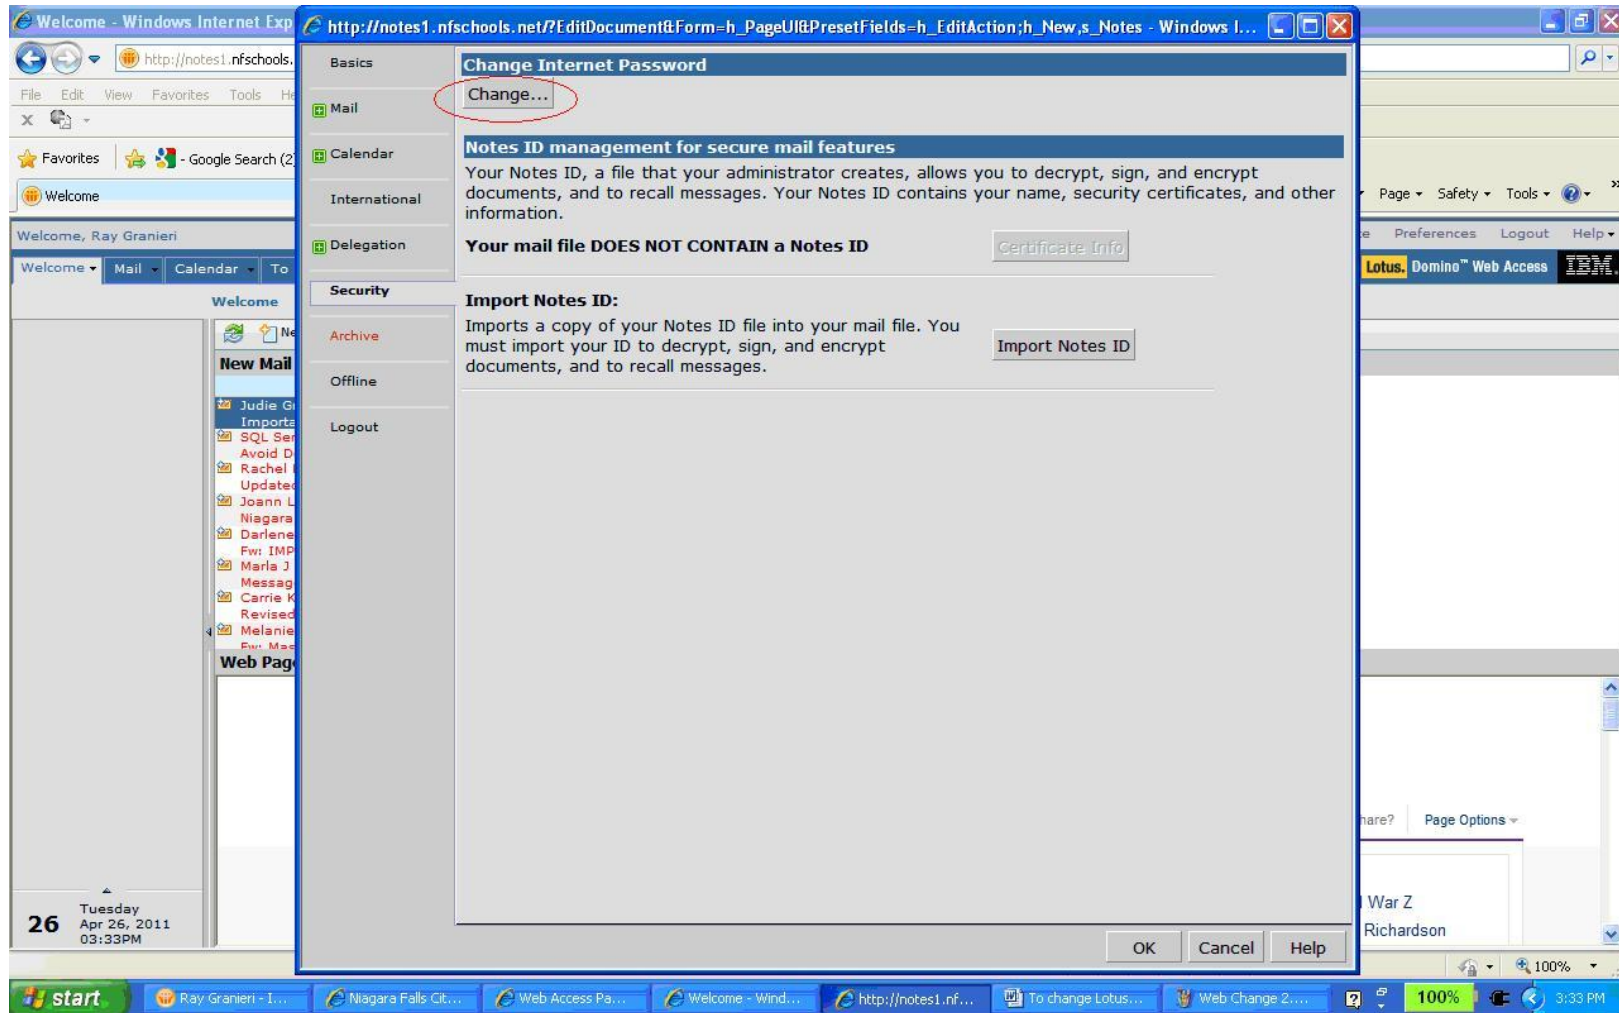 Welcome - Windows Internet Exp
http://notes1.nfschools.net/?EditDocument&Form=h_PageUI&PresetFields=h_EditAction;h_New,s_Notes - Windows I...
http://notes1.nfschools.
File Edit View Favorites Tools He
X
Favorites
- Google Search (2)
Welcome
Page
Safety
Tools
»
Welcome, Ray Granieri
Preferences Logout Help
Welcome Mail Calendar To
Lotus. Domino™ Web Access IBM.
Welcome
Ne
New Mail
Judie G
Importa
SQL Ser
Avoid D
Rachel
Updated
Joann L
Niagara
Darlene
Fw: IMP
Marla J
Messag
Carrie K
Revised
Melanie
Fw: Mas
Web Pag
26
Tuesday
Apr 26, 2011
03:33PM
Basics
Mail
Calendar
International
Delegation
Security
Archive
Offline
Logout
Change Internet Password
Change...
Notes ID management for secure mail features
Your Notes ID, a file that your administrator creates, allows you to decrypt, sign, and encrypt
documents, and to recall messages. Your Notes ID contains your name, security certificates, and other
information.
Your mail file DOES NOT CONTAIN a Notes ID
Certificate Info
Import Notes ID:
Imports a copy of your Notes ID file into your mail file. You
must import your ID to decrypt, sign, and encrypt
documents, and to recall messages.
Import Notes ID
OK Cancel Help
hare? Page Options
War Z
Richardson
100%
start
Ray Granieri - I...
Niagara Falls Cit...
Web Access Pa...
Welcome - Wind...
http://notes1.nf...
To change Lotus...
Web Change 2....
100%
3:33 PM